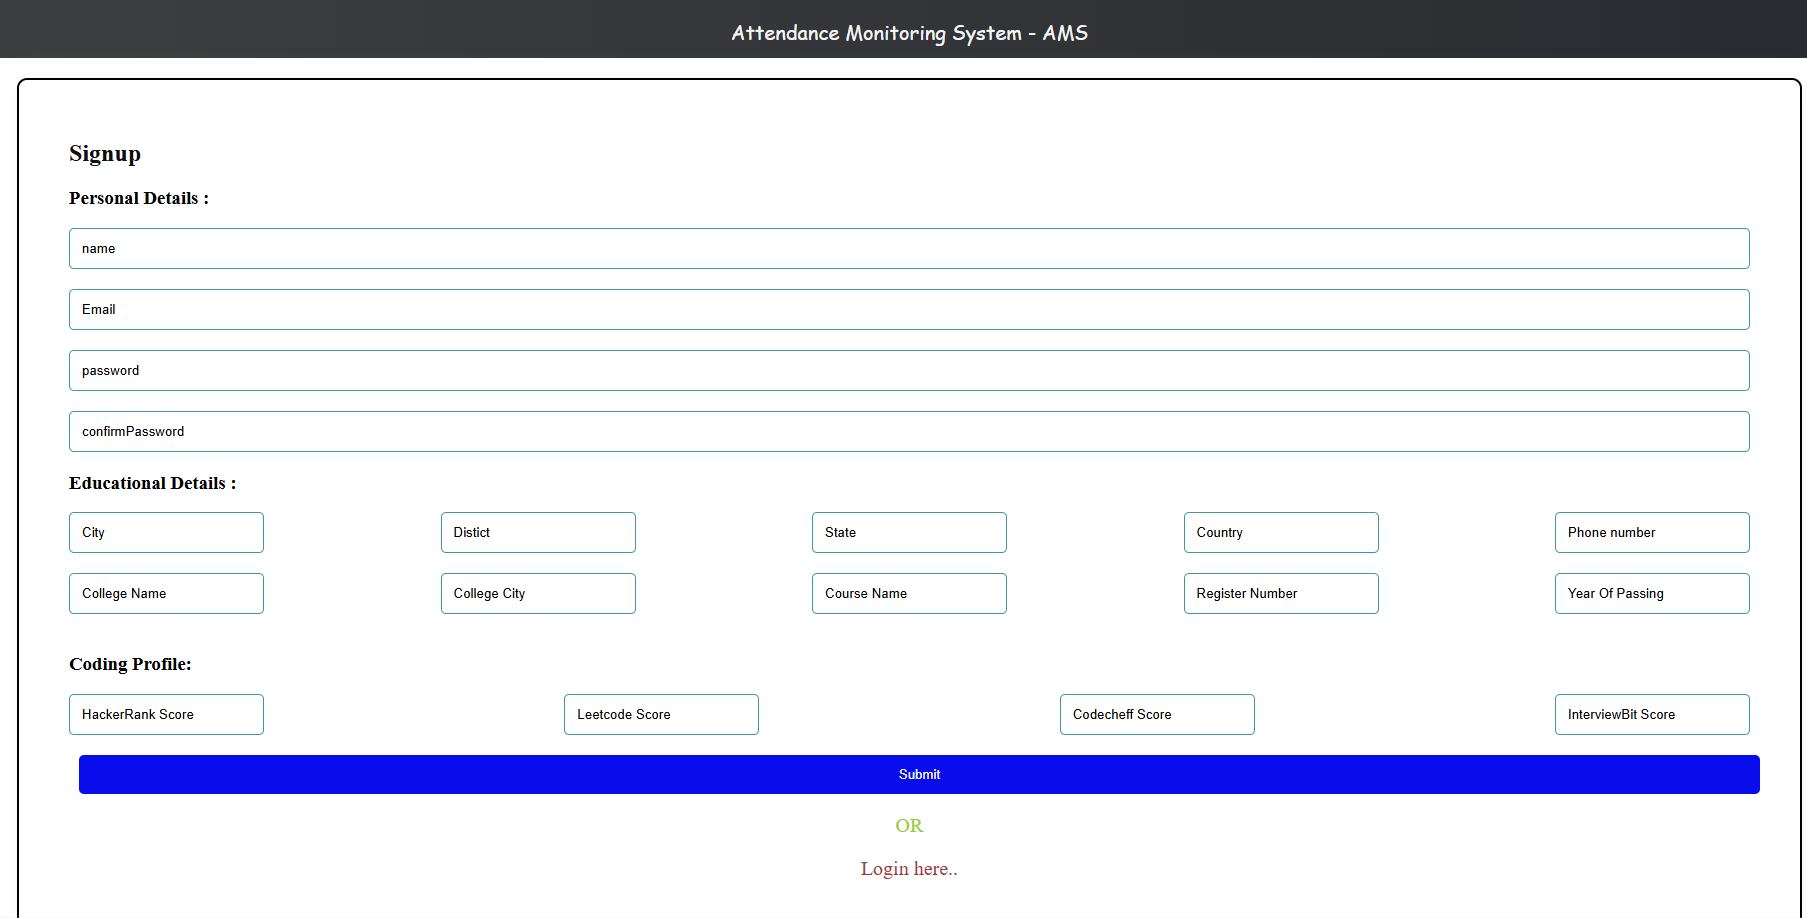 Attendance Monitoring System - AMS
Signup
Personal Details :
name
Email
password
confirmPassword
Educational Details :
City Distict State Country Phone number
College Name College City Course Name Register Number Year Of Passing
Coding Profile:
HackerRank Score Leetcode Score Codecheff Score InterviewBit Score
Submit
OR
Login here..